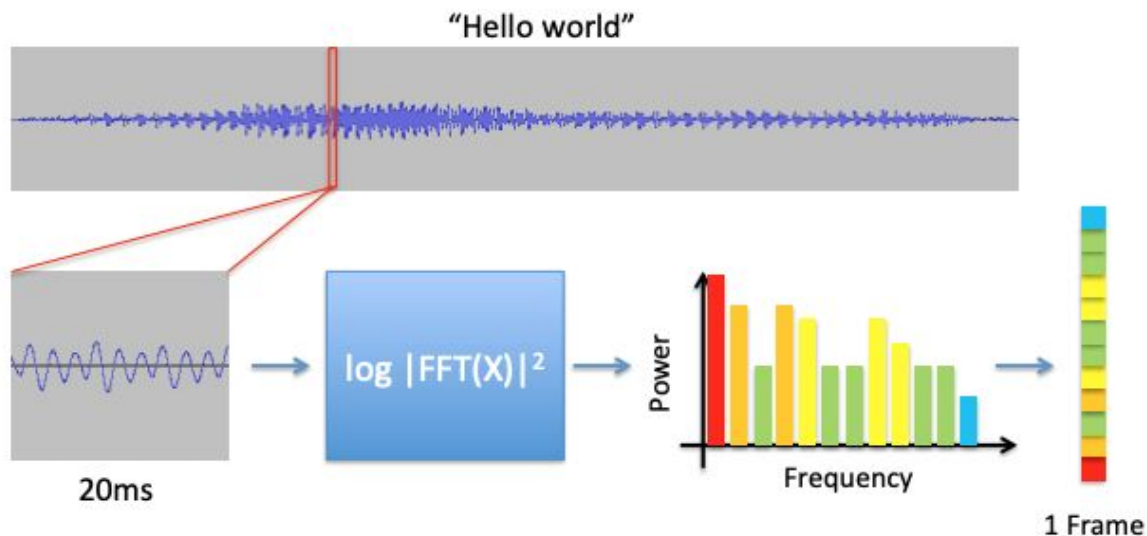 “Hello world”
20ms
log |FFT(X)|²
Power
Frequency
1 Frame